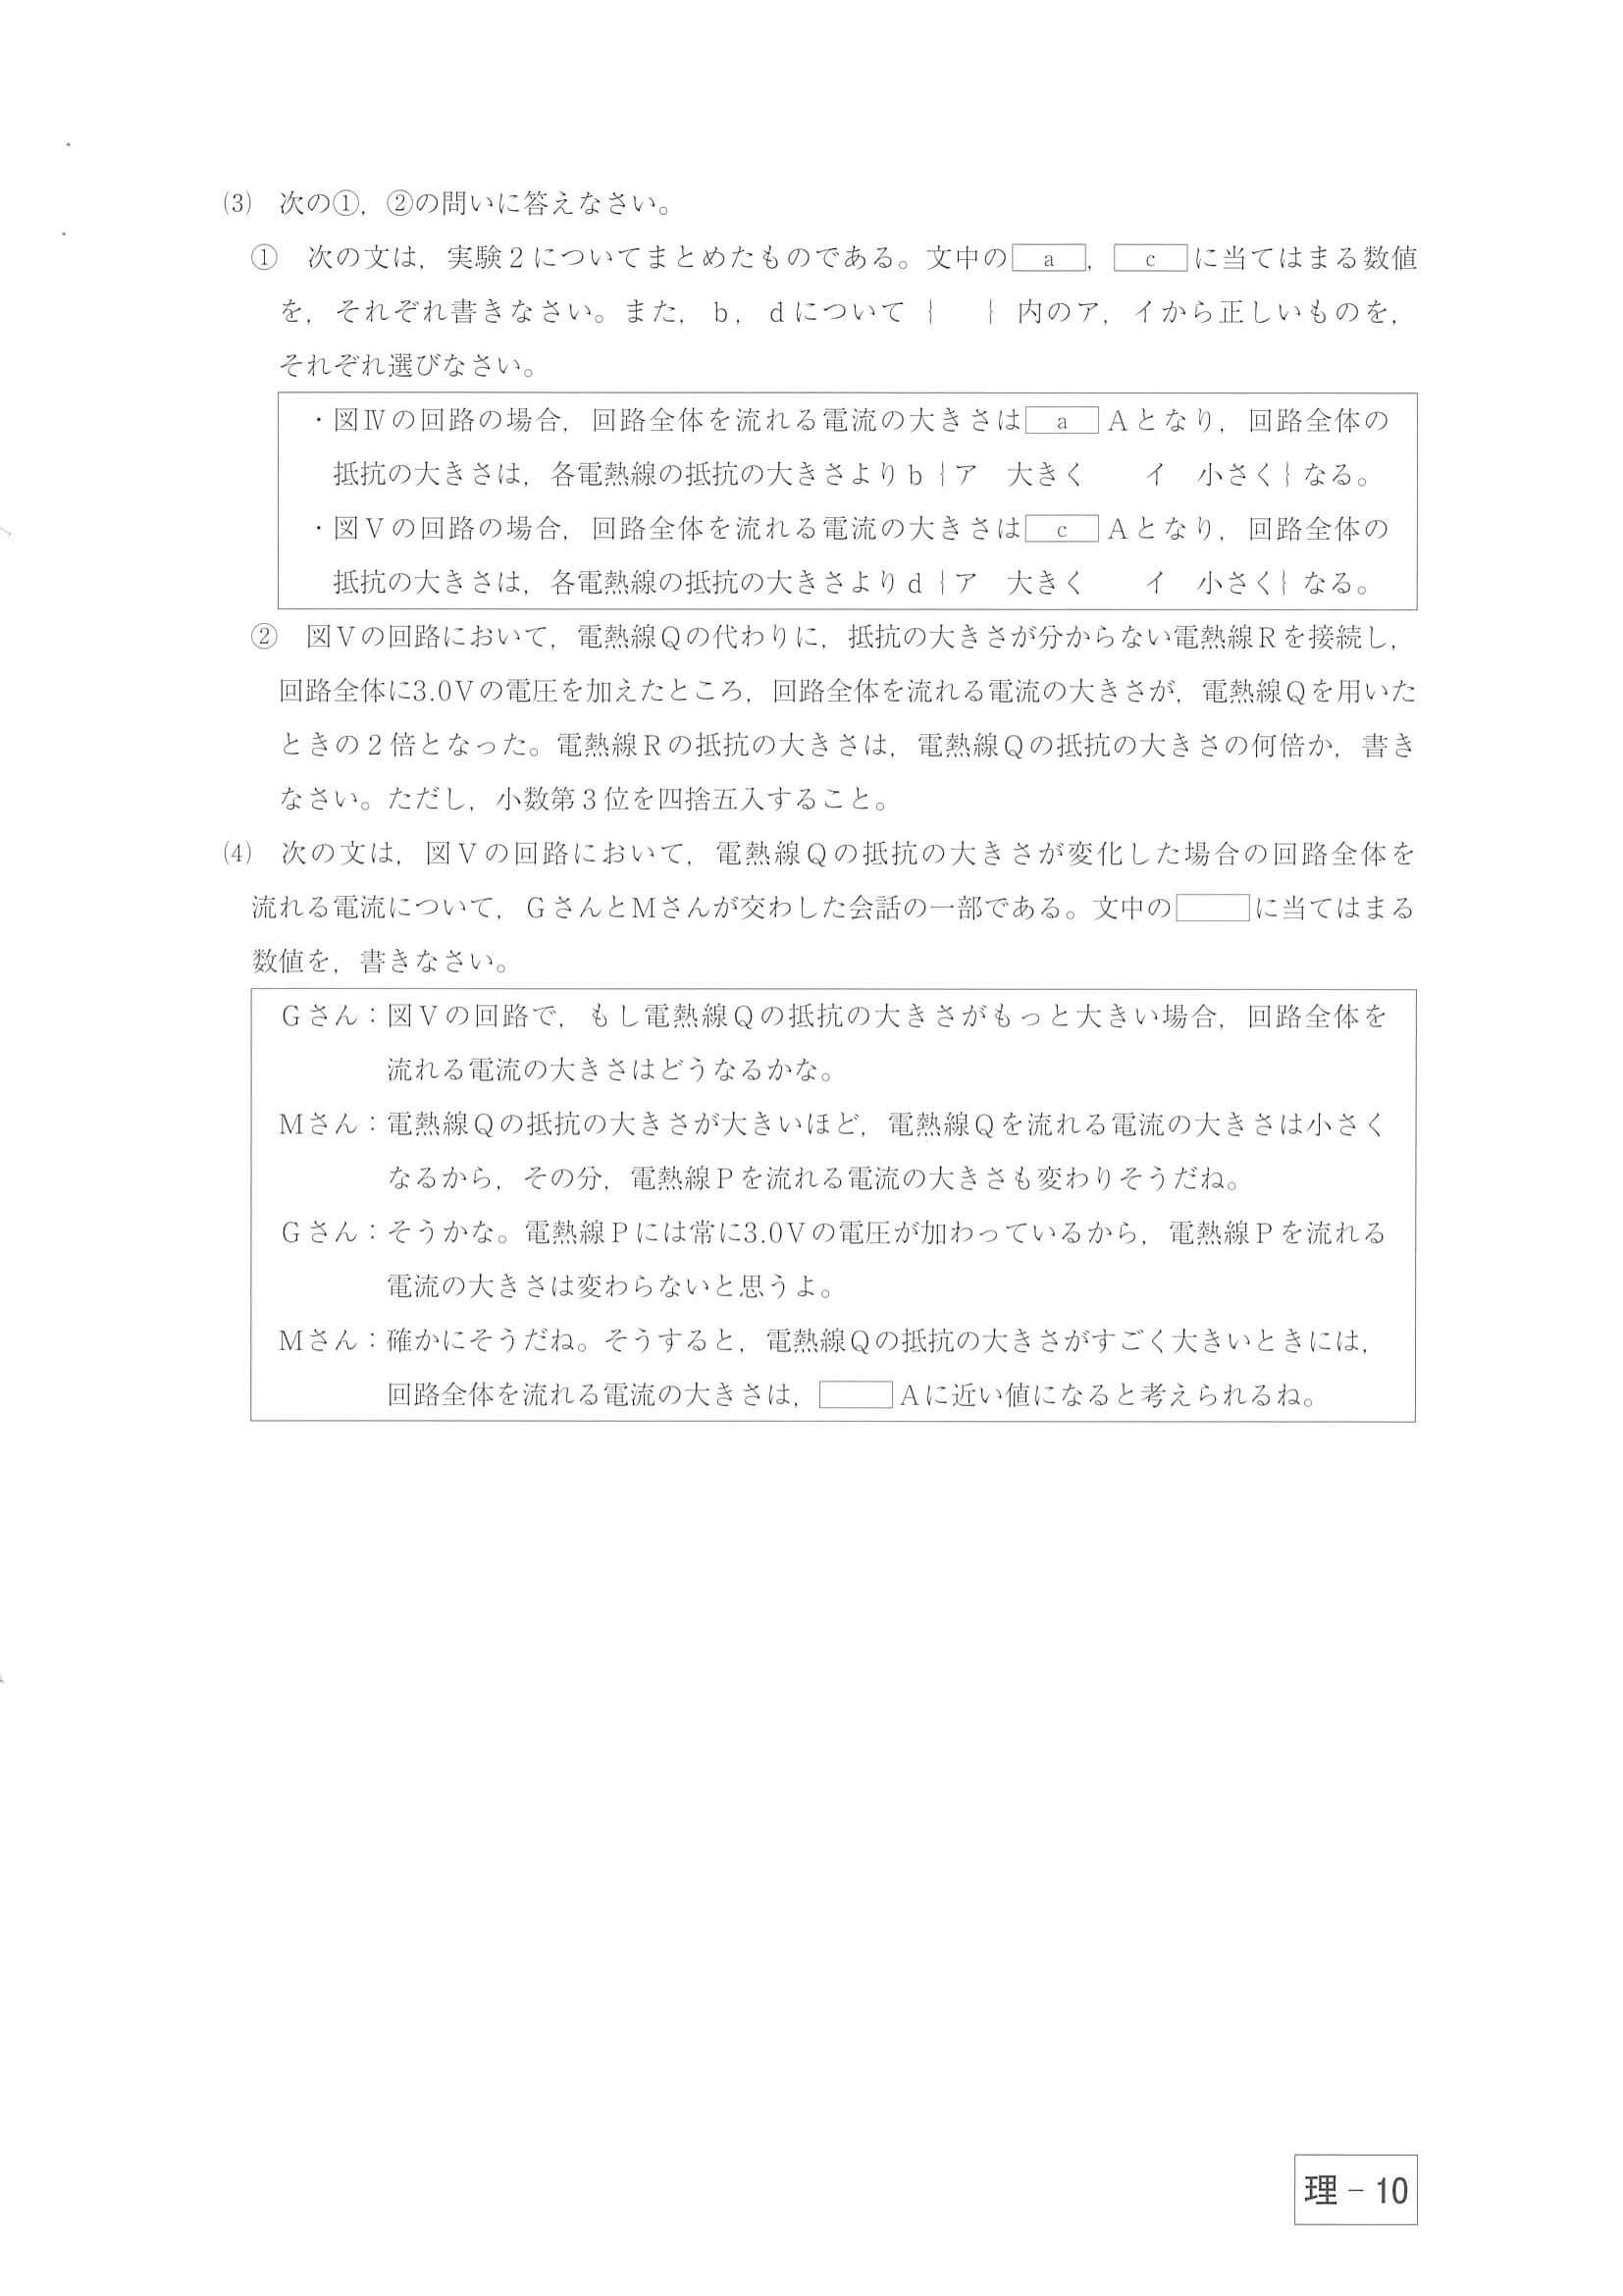 (3) 次の①，②の問いに答えなさい。
① 次の文は，実験２についてまとめたものである。文中の a ， c に当てはまる数値
を，それぞれ書きなさい。また，ｂ，ｄについて｛　｝内のア，イから正しいものを，
それぞれ選びなさい。
・図Ⅳの回路の場合，回路全体を流れる電流の大きさは a Ａとなり，回路全体の
抵抗の大きさは，各電熱線の抵抗の大きさよりｂ｛ア　大きく　　イ　小さく｝なる。
・図Ⅴの回路の場合，回路全体を流れる電流の大きさは c Ａとなり，回路全体の
抵抗の大きさは，各電熱線の抵抗の大きさよりｄ｛ア　大きく　　イ　小さく｝なる。
② 図Ⅴの回路において，電熱線Ｑの代わりに，抵抗の大きさが分からない電熱線Ｒを接続し，
回路全体に3.0Ｖの電圧を加えたところ，回路全体を流れる電流の大きさが，電熱線Ｑを用いた
ときの２倍となった。電熱線Ｒの抵抗の大きさは，電熱線Ｑの抵抗の大きさの何倍か，書き
なさい。ただし，小数第３位を四捨五入すること。
(4) 次の文は，図Ⅴの回路において，電熱線Ｑの抵抗の大きさが変化した場合の回路全体を
流れる電流について，ＧさんとＭさんが交わした会話の一部である。文中の　　に当てはまる
数値を，書きなさい。
Ｇさん：図Ⅴの回路で，もし電熱線Ｑの抵抗の大きさがもっと大きい場合，回路全体を
流れる電流の大きさはどうなるかな。
Ｍさん：電熱線Ｑの抵抗の大きさが大きいほど，電熱線Ｑを流れる電流の大きさは小さく
なるから，その分，電熱線Ｐを流れる電流の大きさも変わりそうだね。
Ｇさん：そうかな。電熱線Ｐには常に3.0Ｖの電圧が加わっているから，電熱線Ｐを流れる
電流の大きさは変わらないと思うよ。
Ｍさん：確かにそうだね。そうすると，電熱線Ｑの抵抗の大きさがすごく大きいときには，
回路全体を流れる電流の大きさは，　　Ａに近い値になると考えられるね。
理－10